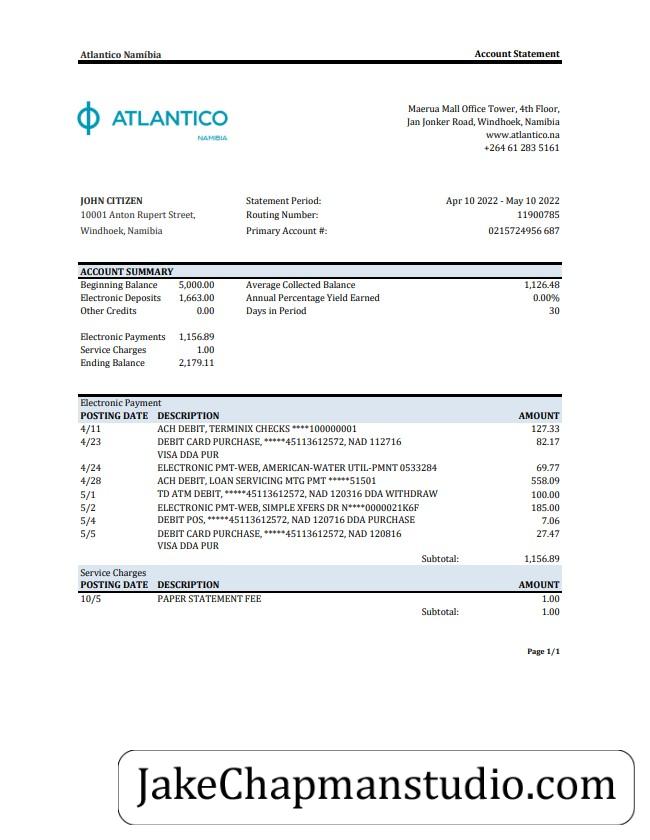 Atlantico Namibia Account Statement
ATLANTICO
NAMIBIA
Maerua Mall Office Tower, 4th Floor,
Jan Jonker Road, Windhoek, Namibia
www.atlantico.na
+264 61 283 5161
JOHN CITIZEN Statement Period: Apr 10 2022 - May 10 2022
10001 Anton Rupert Street, Routing Number: 11900785
Windhoek, Namibia Primary Account #: 0215724956 687
ACCOUNT SUMMARY
Beginning Balance 5,000.00 Average Collected Balance 1,126.48
Electronic Deposits 1,663.00 Annual Percentage Yield Earned 0.00%
Other Credits 0.00 Days in Period 30
Electronic Payments 1,156.89
Service Charges 1.00
Ending Balance 2,179.11
Electronic Payment
POSTING DATE DESCRIPTION AMOUNT
4/11 ACH DEBIT, TERMINIX CHECKS ****100000001 127.33
4/23 DEBIT CARD PURCHASE, *****45113612572, NAD 112716 82.17
VISA DDA PUR
4/24 ELECTRONIC PMT-WEB, AMERICAN-WATER UTIL-PMNT 0533284 69.77
4/28 ACH DEBIT, LOAN SERVICING MTG PMT *****51501 558.09
5/1 TD ATM DEBIT, *****45113612572, NAD 120316 DDA WITHDRAW 100.00
5/2 ELECTRONIC PMT-WEB, SIMPLE XFERS DR N****0000021K6F 185.00
5/4 DEBIT POS, *****45113612572, NAD 120716 DDA PURCHASE 7.06
5/5 DEBIT CARD PURCHASE, *****45113612572, NAD 120816 27.47
VISA DDA PUR
Subtotal: 1,156.89
Service Charges
POSTING DATE DESCRIPTION AMOUNT
10/5 PAPER STATEMENT FEE 1.00
Subtotal: 1.00
Page 1/1
JakeChapmanstudio.com